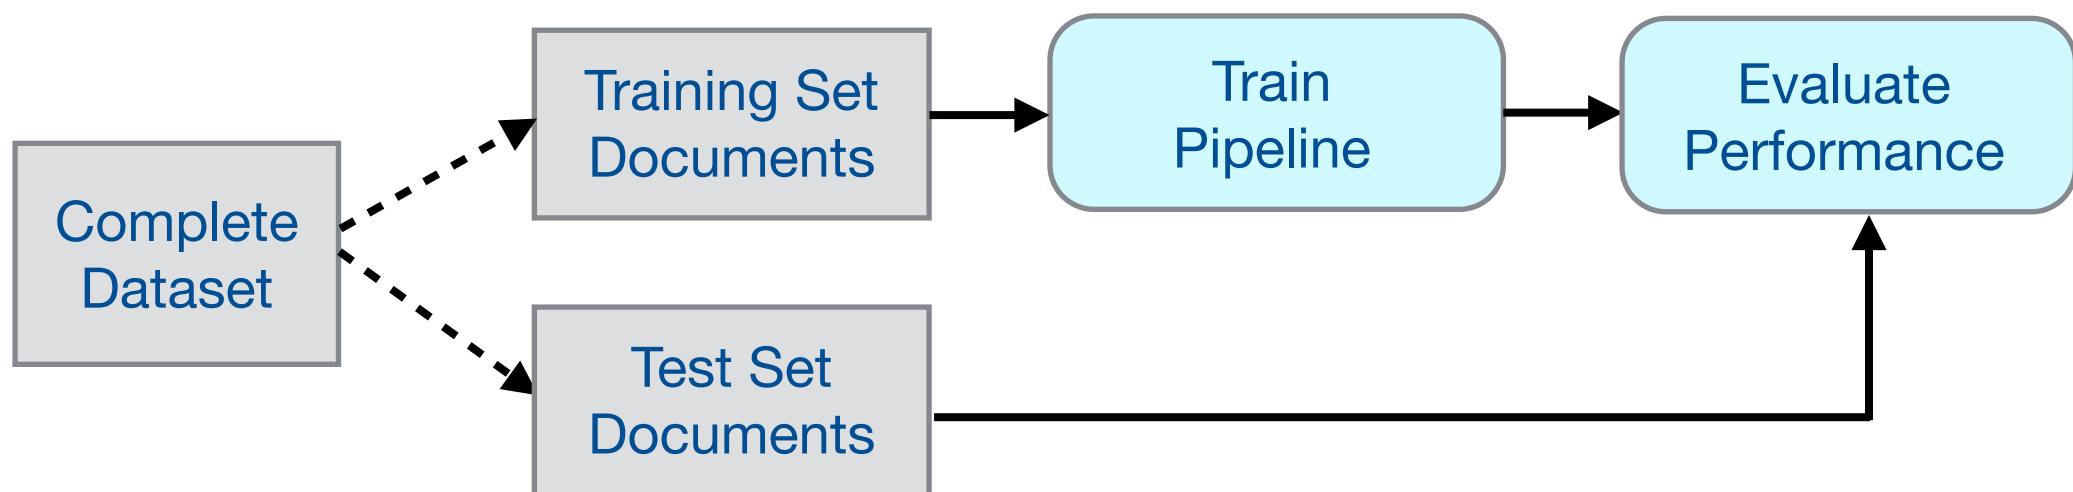 Complete
Dataset
Training Set
Documents
Test Set
Documents
Train
Pipeline
Evaluate
Performance